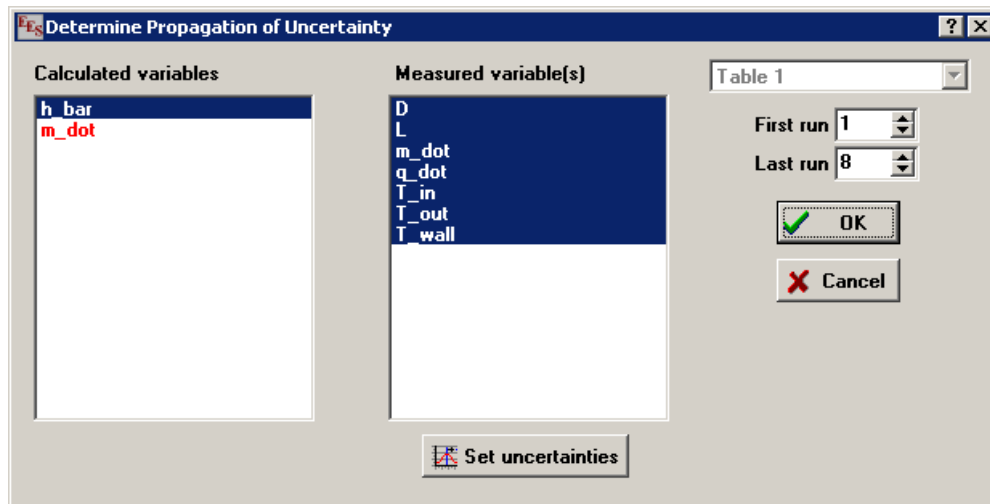 EES Determine Propagation of Uncertainty
Calculated variables
h_bar
m_dot
Measured variable(s)
D
L
m_dot
q_dot
T_in
T_out
T_wall
Set uncertainties
Table 1
First run 1
Last run 8
OK
Cancel